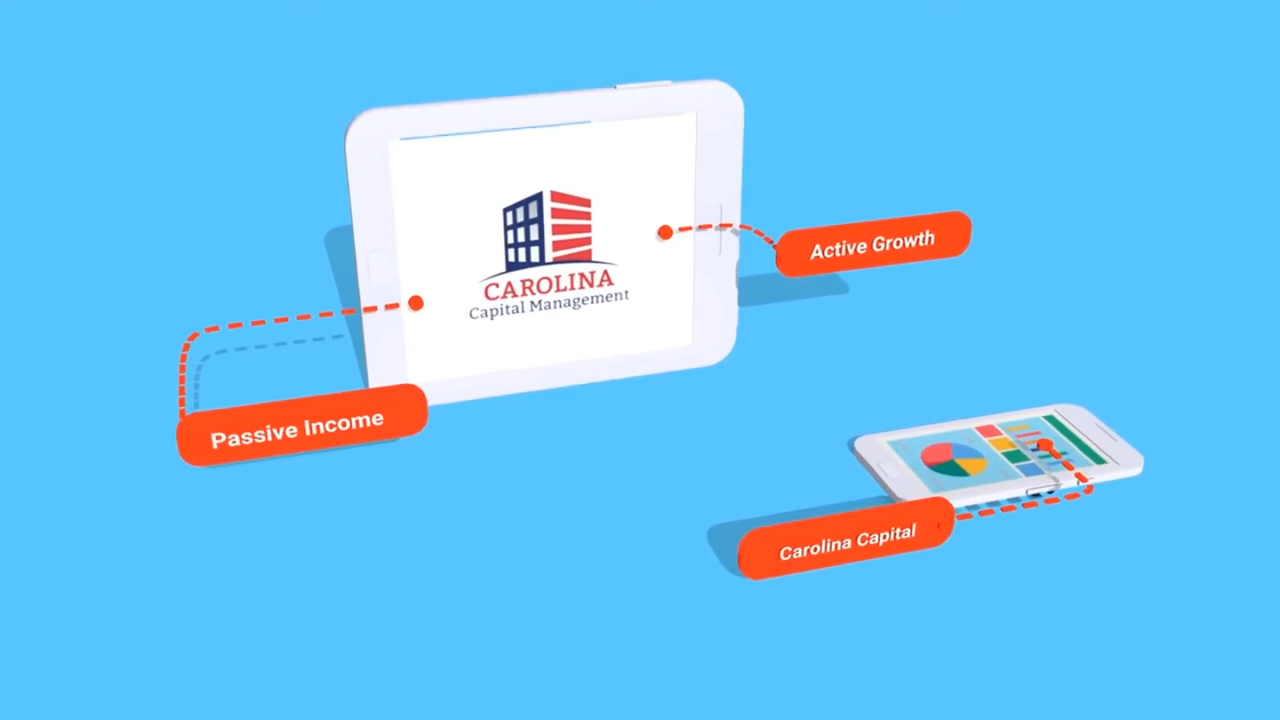 CAROLINA
Capital Management
Active Growth
Passive Income
Carolina Capital